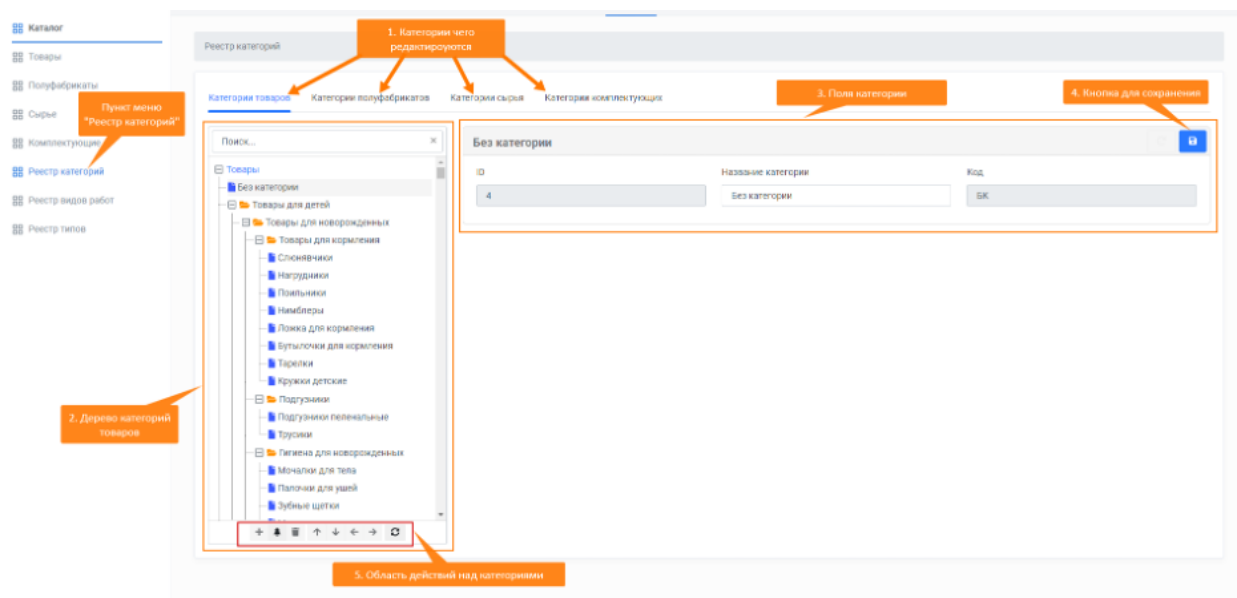 Каталог
Товары
Полуфабрикаты
Сырье
Комплектующие
Реестр категорий
Реестр видов работ
Реестр типов
Пункт меню
"Реестр категорий"
Реестр категорий
1. Категории чего
редактироуются
Категории товаров
Категории полуфабрикатов
Категории сырья
Категории комплектующих
3. Поля категории
4. Кнопка для сохранения
Поиск...
Товары
Без категории
Товары для детей
Товары для новорожденных
Товары для кормления
Слюнявчики
Нагрудники
Поильники
Нимблеры
Ложка для кормления
Бутылочки для кормления
Тарелки
Кружки детские
Подгузники
Подгузники пеленальные
Трусики
Гигиена для новорожденных
Мочалки для тела
Палочки для ушей
Зубные щетки
Без категории
ID
Название категории
Код
4
Без категории
БК
2. Дерево категорий
товаров
5. Область действий над категориями